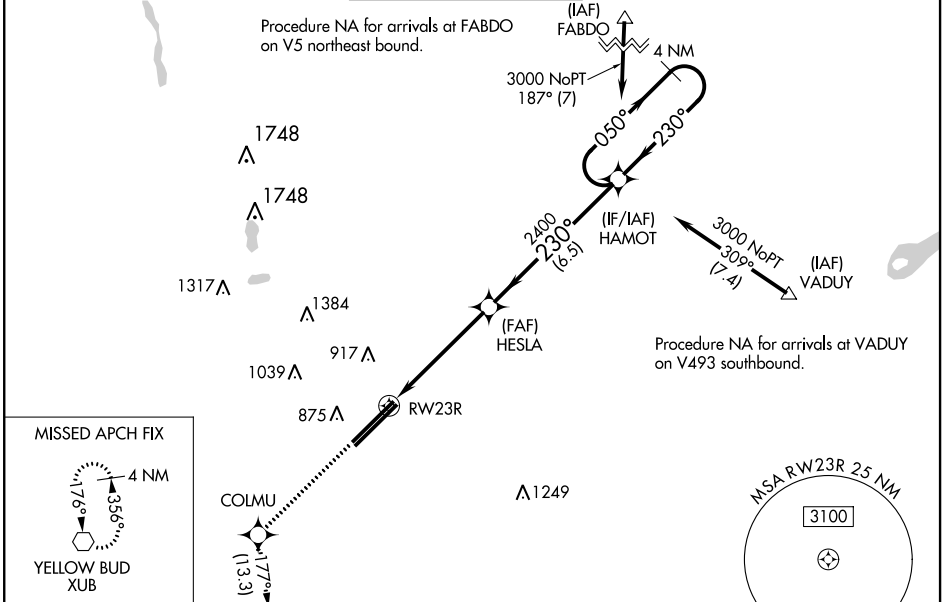 Procedure NA for arrivals at FABDO
on V5 northeast bound.
(IAF)
FABDO
4 NM
3000 NoPT
187° (7)
050°
230°
1748
1748
(IF/IAF)
HAMOT
2400
230°
(6.5)
3000 NoPT
309°
(7.4)
(IAF)
VADUY
1317
1384
(FAF)
HESLA
Procedure NA for arrivals at VADUY
on V493 southbound.
917
1039
875
RW23R
MISSED APCH FIX
4 NM
176°
356°
YELLOW BUD
XUB
COLMU
177°
(13.3)
1249
MSA RW23R 25 NM
3100